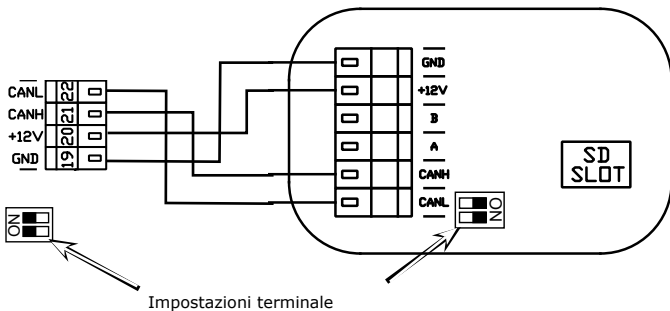 CANL 22
CANH 21
+12V 20
GND 19
GND
+12V
B
A
CANH
CANL
SD
SLOT
ON
ON
Impostazioni terminale